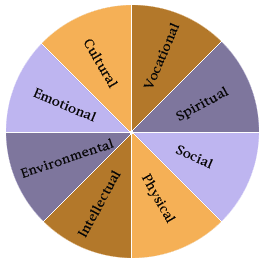 Vocational
Spiritual
Social
Physical
Intellectual
Environmental
Emotional
Cultural